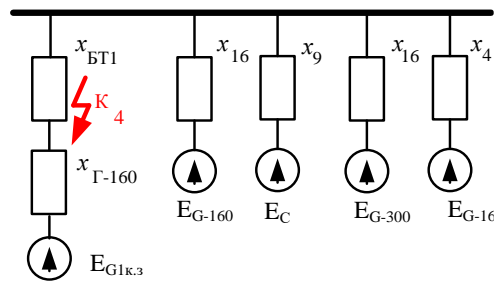 x БТ1
x 16
x 9
x 16
x 4
К 4
x Г-160
E G-160
E C
E G-300
E G-16
E G1к.з